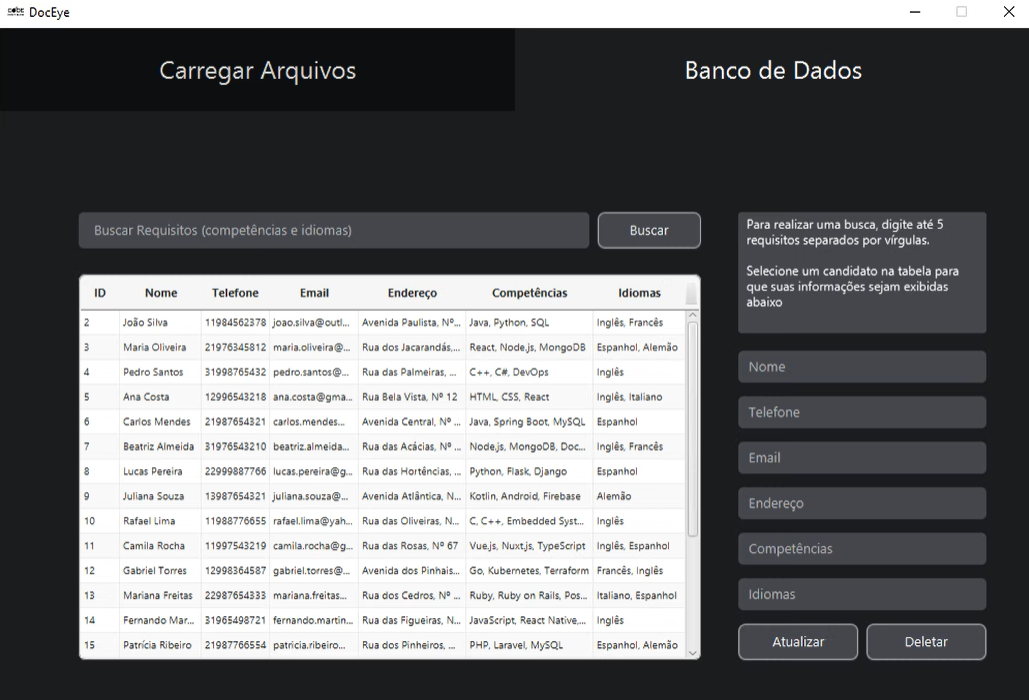 DocEye
Carregar Arquivos
Banco de Dados
Buscar Requisitos (competências e idiomas)
Buscar
Para realizar uma busca, digite até 5
requisitos separados por vírgulas.
Selecione um candidato na tabela para
que suas informações sejam exibidas
abaixo
ID Nome Telefone Email Endereço Competências Idiomas
2 João Silva 11984562378 joao.silva@outl... Avenida Paulista, Nº... Java, Python, SQL Inglês, Francês
3 Maria Oliveira 21976345812 maria.oliveira@... Rua dos Jacarandás,... React, Node.js, MongoDB Espanhol, Alemão
4 Pedro Santos 31998765432 pedro.santos@... Rua das Palmeiras, ... C++, C#, DevOps Inglês
5 Ana Costa 12996543218 ana.costa@gma... Rua Bela Vista, Nº 12 HTML, CSS, React Inglês, Italiano
6 Carlos Mendes 21987654321 carlos.mendes... Avenida Central, Nº ... Java, Spring Boot, MySQL Espanhol
7 Beatriz Almeida 31976543210 beatriz.almeida... Rua das Acácias, Nº ... Node.js, MongoDB, Doc... Inglês, Francês
8 Lucas Pereira 22999887766 lucas.pereira@g... Rua das Hortências, ... Python, Flask, Django Espanhol
9 Juliana Souza 13987654321 juliana.souza@... Avenida Atlântica, N... Kotlin, Android, Firebase Alemão
10 Rafael Lima 11988776655 rafael.lima@yah... Rua das Oliveiras, N... C, C++, Embedded Syst... Inglês
11 Camila Rocha 11997543219 camila.rocha@g... Rua das Rosas, Nº 67 Vue.js, Nuxt.js, TypeScript Inglês, Espanhol
12 Gabriel Torres 12998364587 gabriel.torres@... Avenida dos Pinhais... Go, Kubernetes, Terraform Francês, Inglês
13 Mariana Freitas 22987654333 mariana.freitas... Rua dos Cedros, Nº ... Ruby, Ruby on Rails, Pos... Italiano, Espanhol
14 Fernando Mar... 31965498721 fernando.martin... Rua das Figueiras, N... JavaScript, React Native,... Inglês
15 Patrícia Ribeiro 21987766554 patricia.ribeiro... Rua dos Pinheiros, ... PHP, Laravel, MySQL Espanhol, Alemão
Nome
Telefone
Email
Endereço
Competências
Idiomas
Atualizar
Deletar